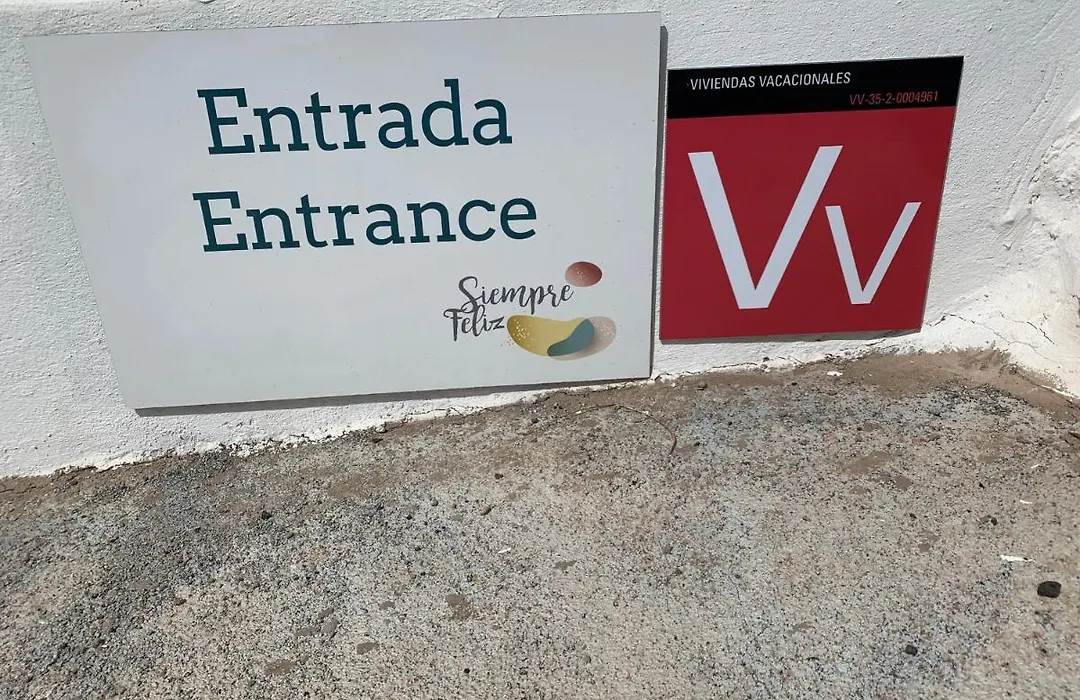 Entrada
Entrance
Siempre
Feliz
VIVIENDAS VACACIONALES
VV-35-2-0004961
Vv